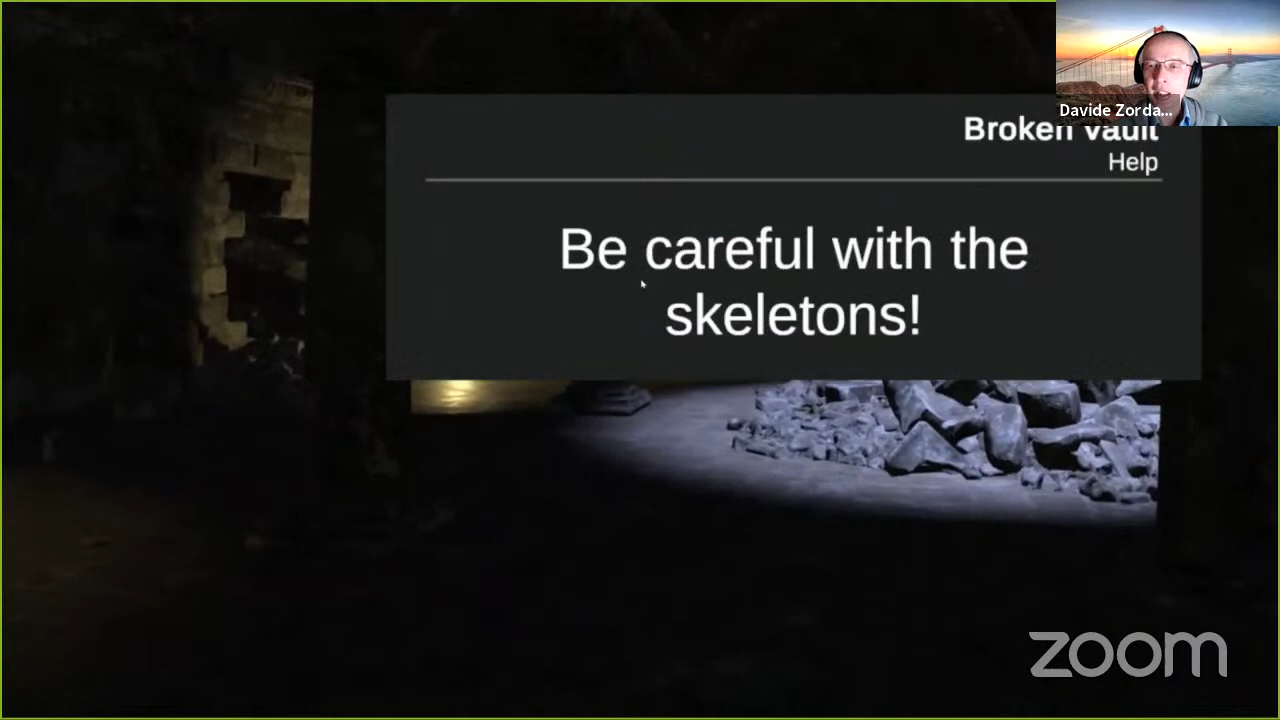 Davide Zorda...
Broken Vault
Help
Be careful with the
skeletons!
zoom